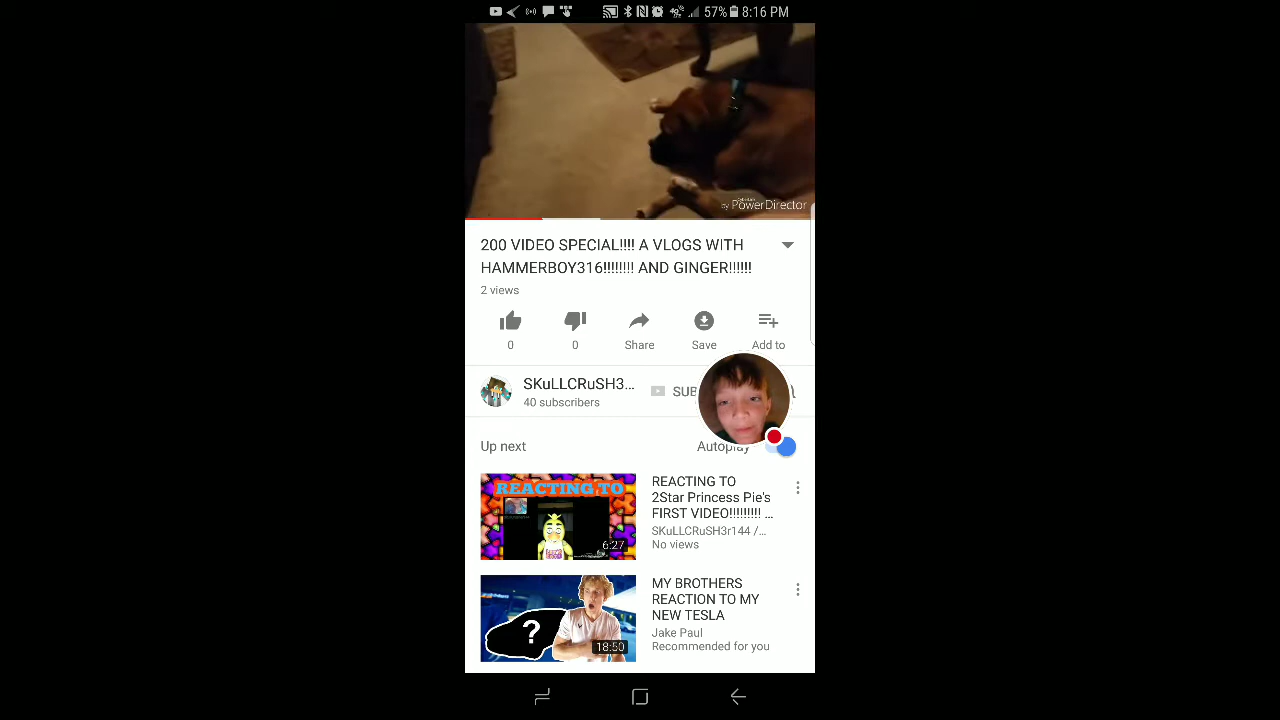 57% 8:16 PM
by PowerDirector
200 VIDEO SPECIAL!!!! A VLOGS WITH
HAMMERBOY316!!!!!!!! AND GINGER!!!!!!
2 views
0
0
Share
Save
Add to
SKuLLCRuSH3...
40 subscribers
SUB
Up next
Autoplay
REACTING TO
6:27
REACTING TO
2Star Princess Pie's
FIRST VIDEO!!!!!!!!! ...
SKuLLCRuSH3r144 /...
No views
?
18:50
MY BROTHERS
REACTION TO MY
NEW TESLA
Jake Paul
Recommended for you